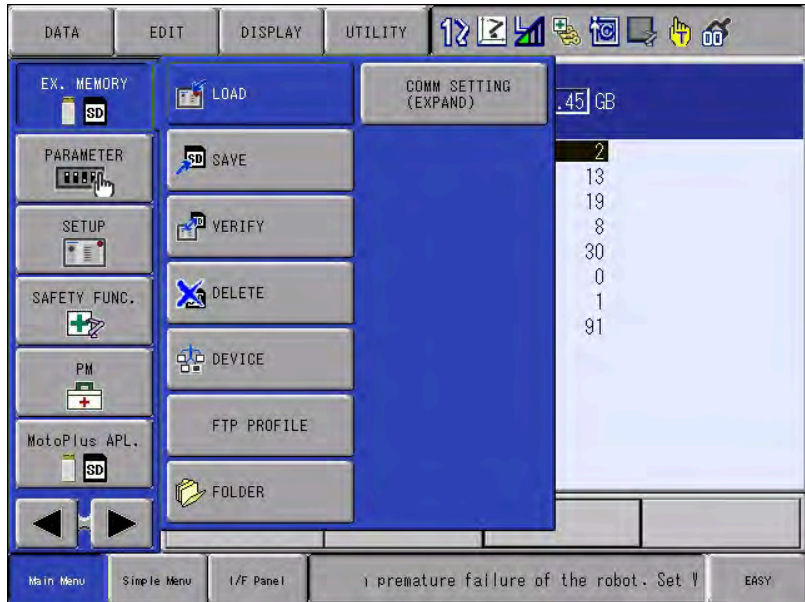 DATA
EDIT
DISPLAY
UTILITY
EX. MEMORY
SD
LOAD
COMM SETTING
(EXPAND)
.45 GB
PARAMETER
SD SAVE
2
13
19
SETUP
VERIFY
8
30
SAFETY FUNC.
DELETE
0
1
91
PM
DEVICE
FTP PROFILE
MotoPlus APL.
SD
FOLDER
Main Menu
Simple Menu
I/F Panel
premature failure of the robot. Set
EASY